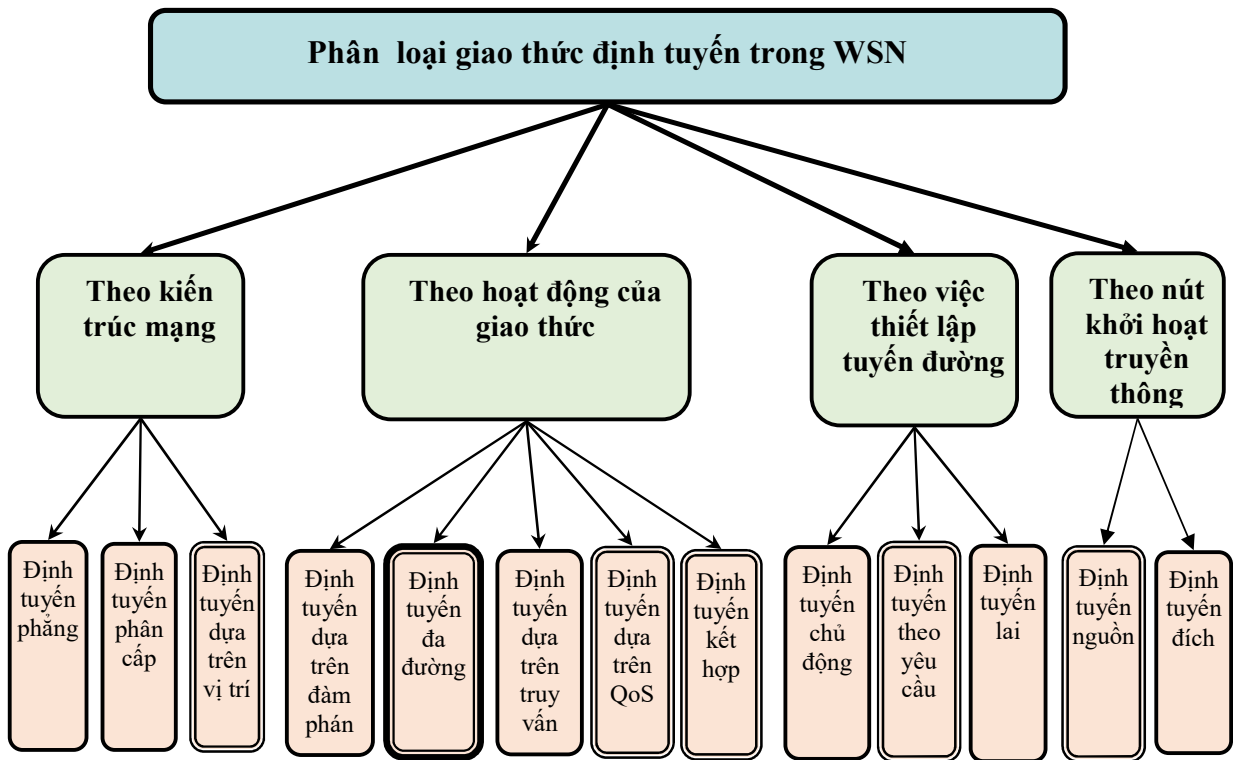 Phân loại giao thức định tuyến trong WSN
Theo kiến
trúc mạng
Theo hoạt động của
giao thức
Theo việc
thiết lập
tuyến đường
Theo nút
khởi hoạt
truyền
thông
Định
tuyến
phẳng
Định
tuyến
phân
cấp
Định
tuyến
dựa
trên
vị trí
Định
tuyến
dựa
trên
đàm
phán
Định
tuyến
đa
đường
Định
tuyến
dựa
trên
truy
vấn
Định
tuyến
dựa
trên
QoS
Định
tuyến
kết
hợp
Định
tuyến
chủ
động
Định
tuyến
theo
yêu
cầu
Định
tuyến
lai
Định
tuyến
nguồn
Định
tuyến
đích